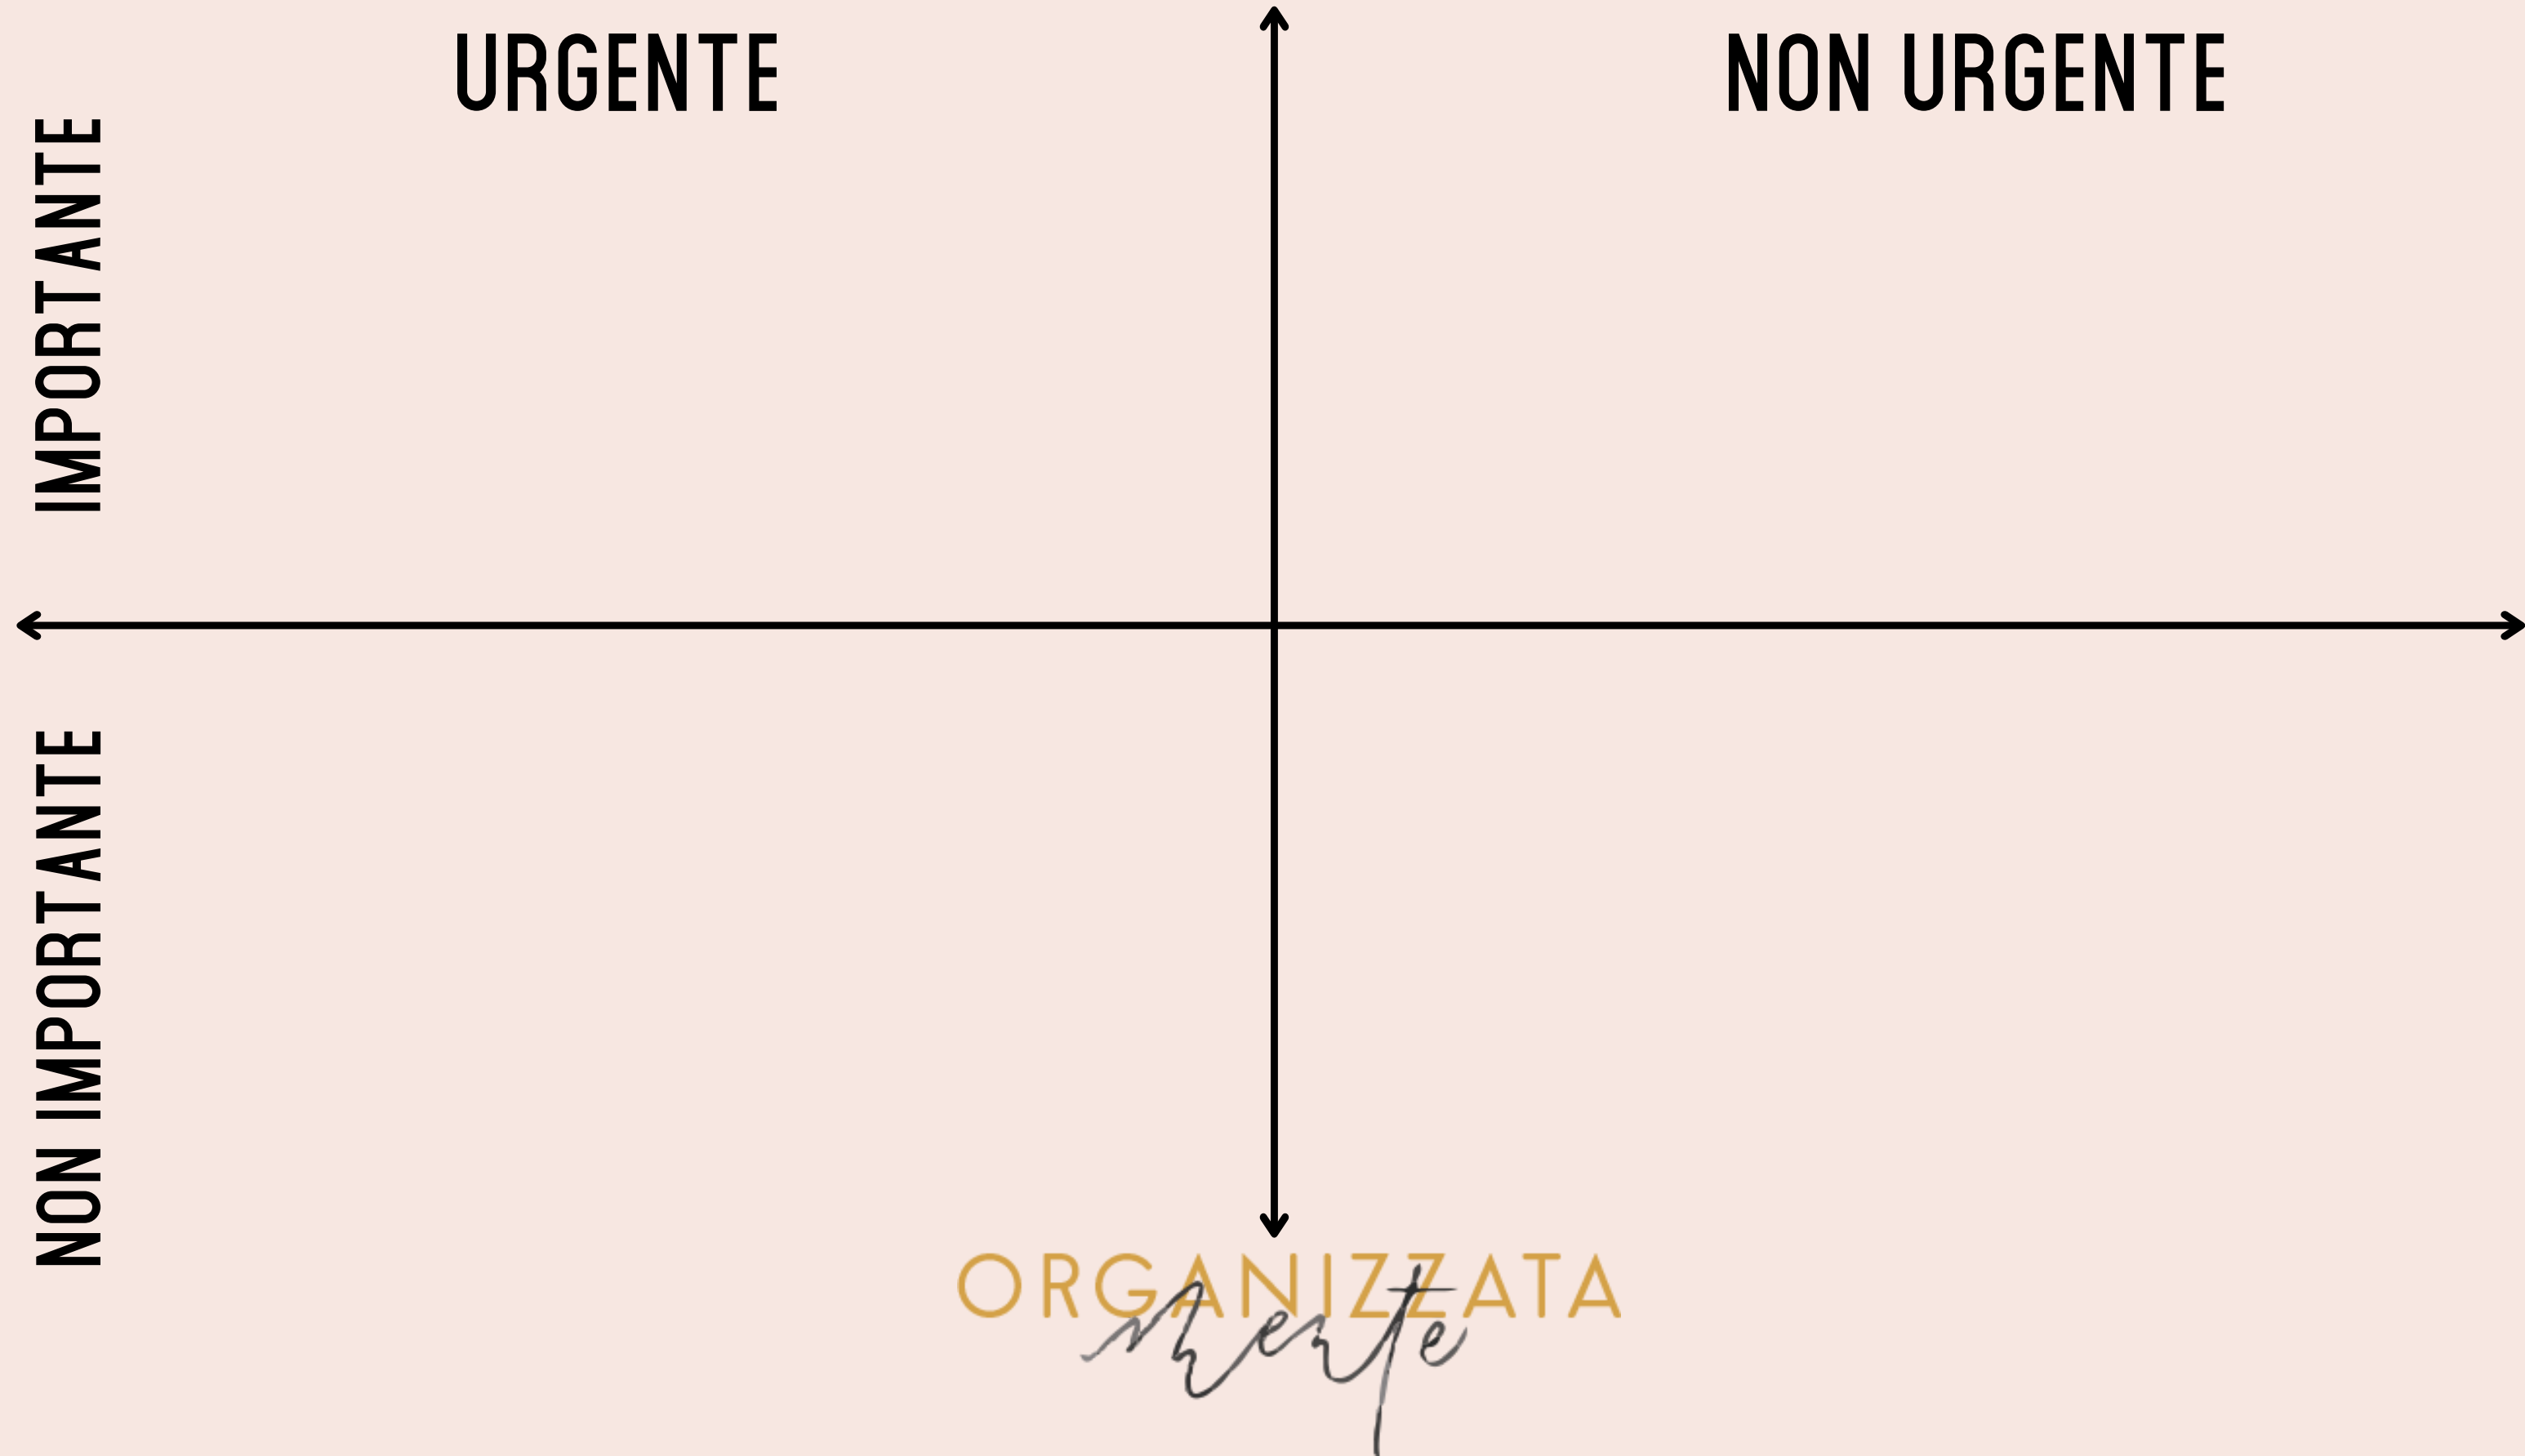 URGENTE
NON URGENTE
IMPORTANTE
NON IMPORTANTE
ORGANIZZATA
mente